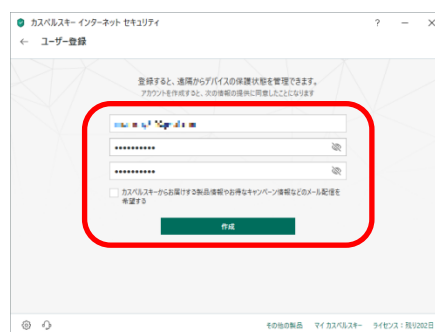 カスペルスキー インターネット セキュリティ
ユーザー登録
登録すると、遠隔からデバイスの保護状態を管理できます。
アカウントを作成すると、次の情報の提供に同意したことになります
••••••••••
••••••••••
カスペルスキーからお届けする製品情報やお得なキャンペーン情報などのメール配信を
希望する
作成
その他の製品 マイ カスペルスキー ライセンス：残り202日